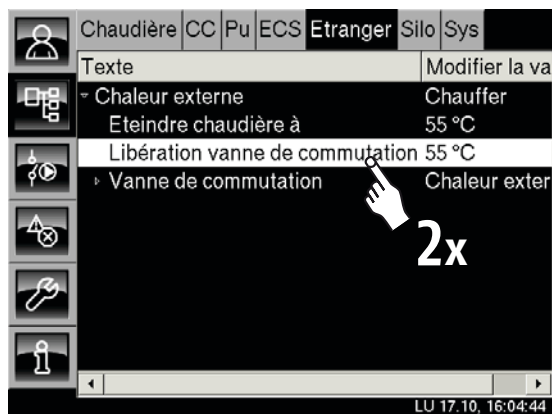 Chaudière CC Pu ECS Etranger Silo Sys
Texte Modifier la va
Chaleur externe Chauffer
Eteindre chaudière à 55 °C
Libération vanne de commutation 55 °C
Vanne de commutation Chaleur exter
2x
LU 17.10, 16:04:44